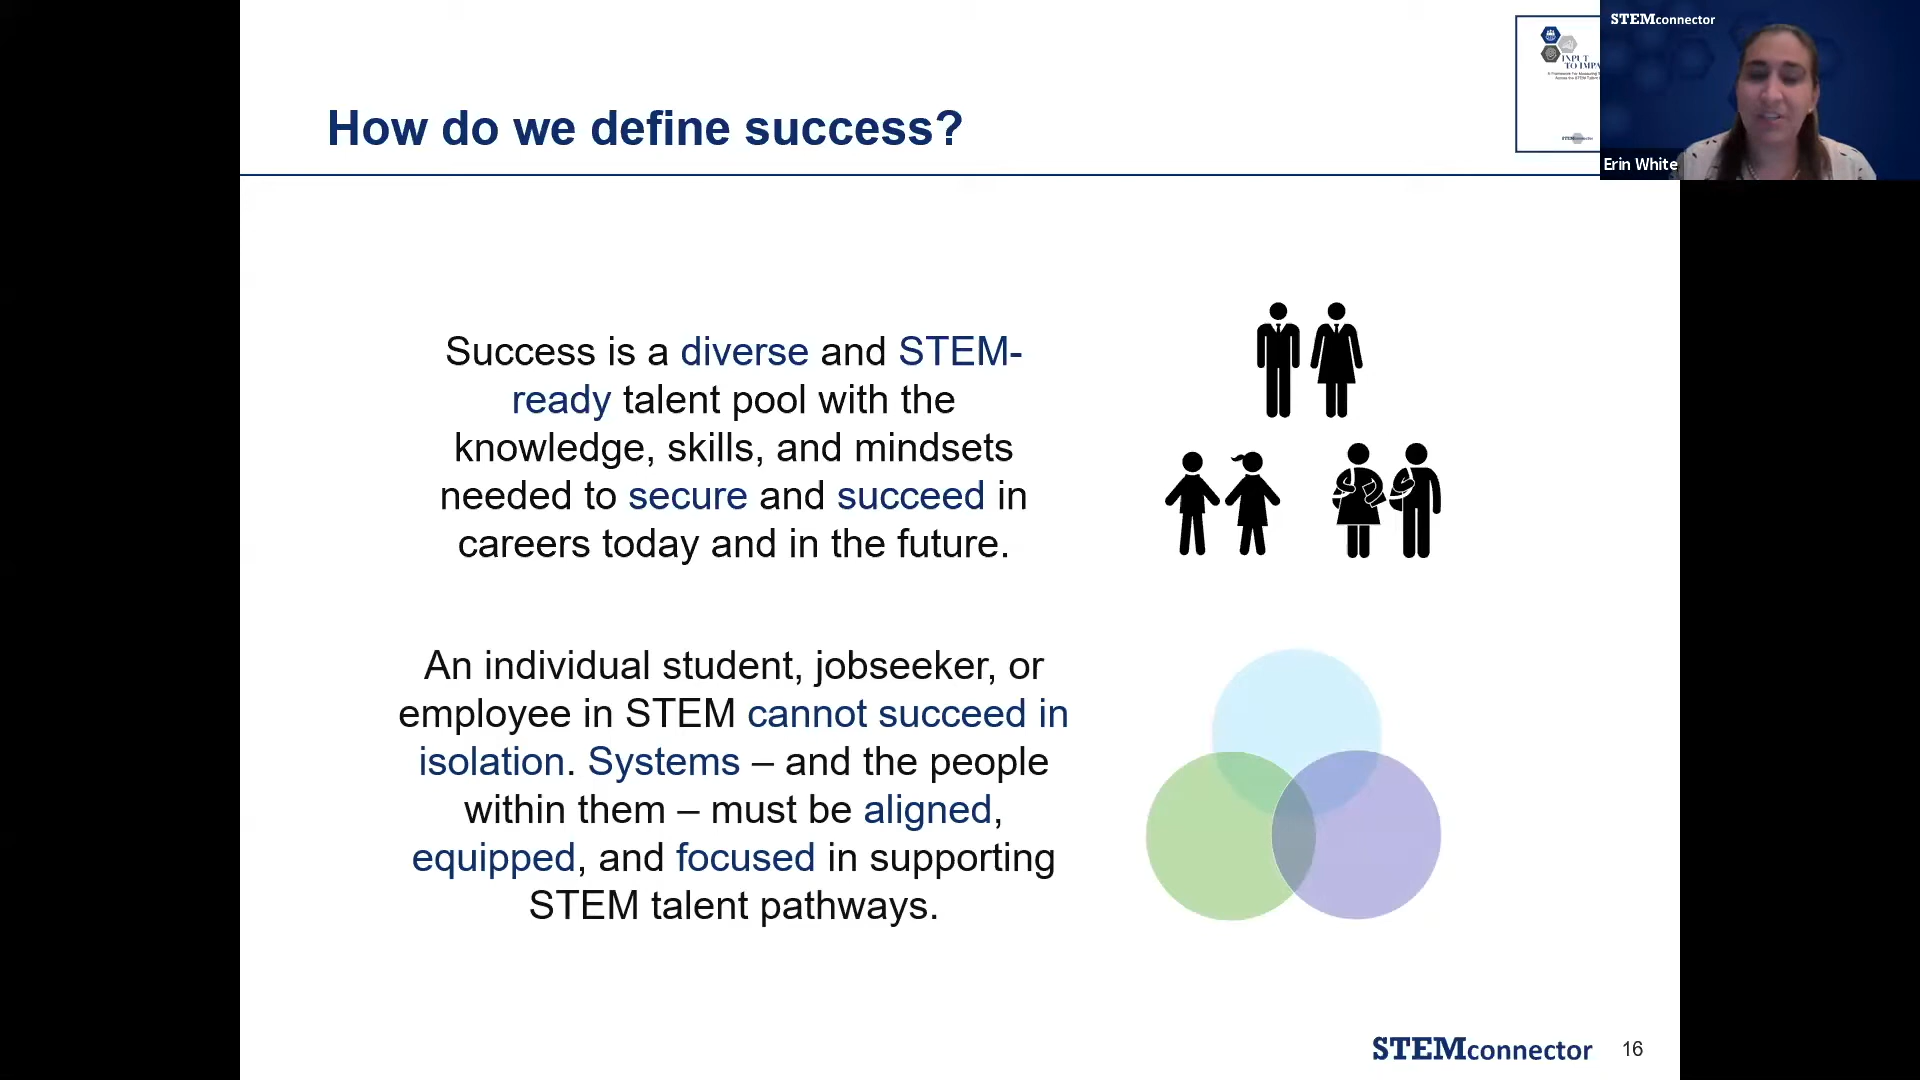 STEMconnector
INPUT
How do we define success?
Erin White
Success is a diverse and STEM-
ready talent pool with the
knowledge, skills, and mindsets
needed to secure and succeed in
careers today and in the future.
An individual student, jobseeker, or
employee in STEM cannot succeed in
isolation. Systems – and the people
within them – must be aligned,
equipped, and focused in supporting
STEM talent pathways.
STEMconnector 16